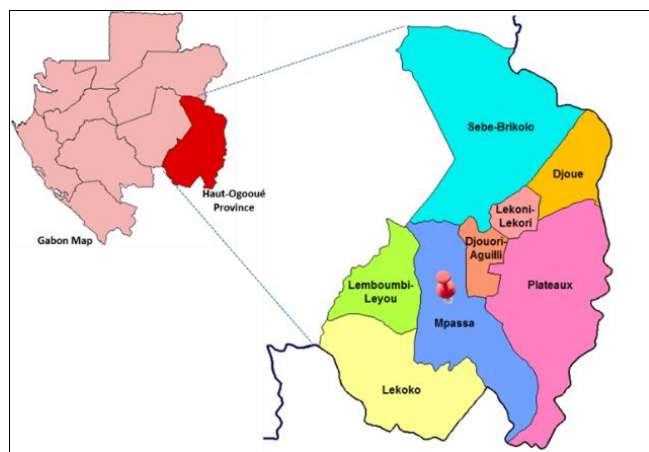 Haut-Ogooué
Province
Gabon Map
Sebe-Brikolo
Djoue
Lekoni-
Lekori
Djouori-
Aguilli
Lemboumbi-
Leyou
Plateaux
Mpassa
Lekoko